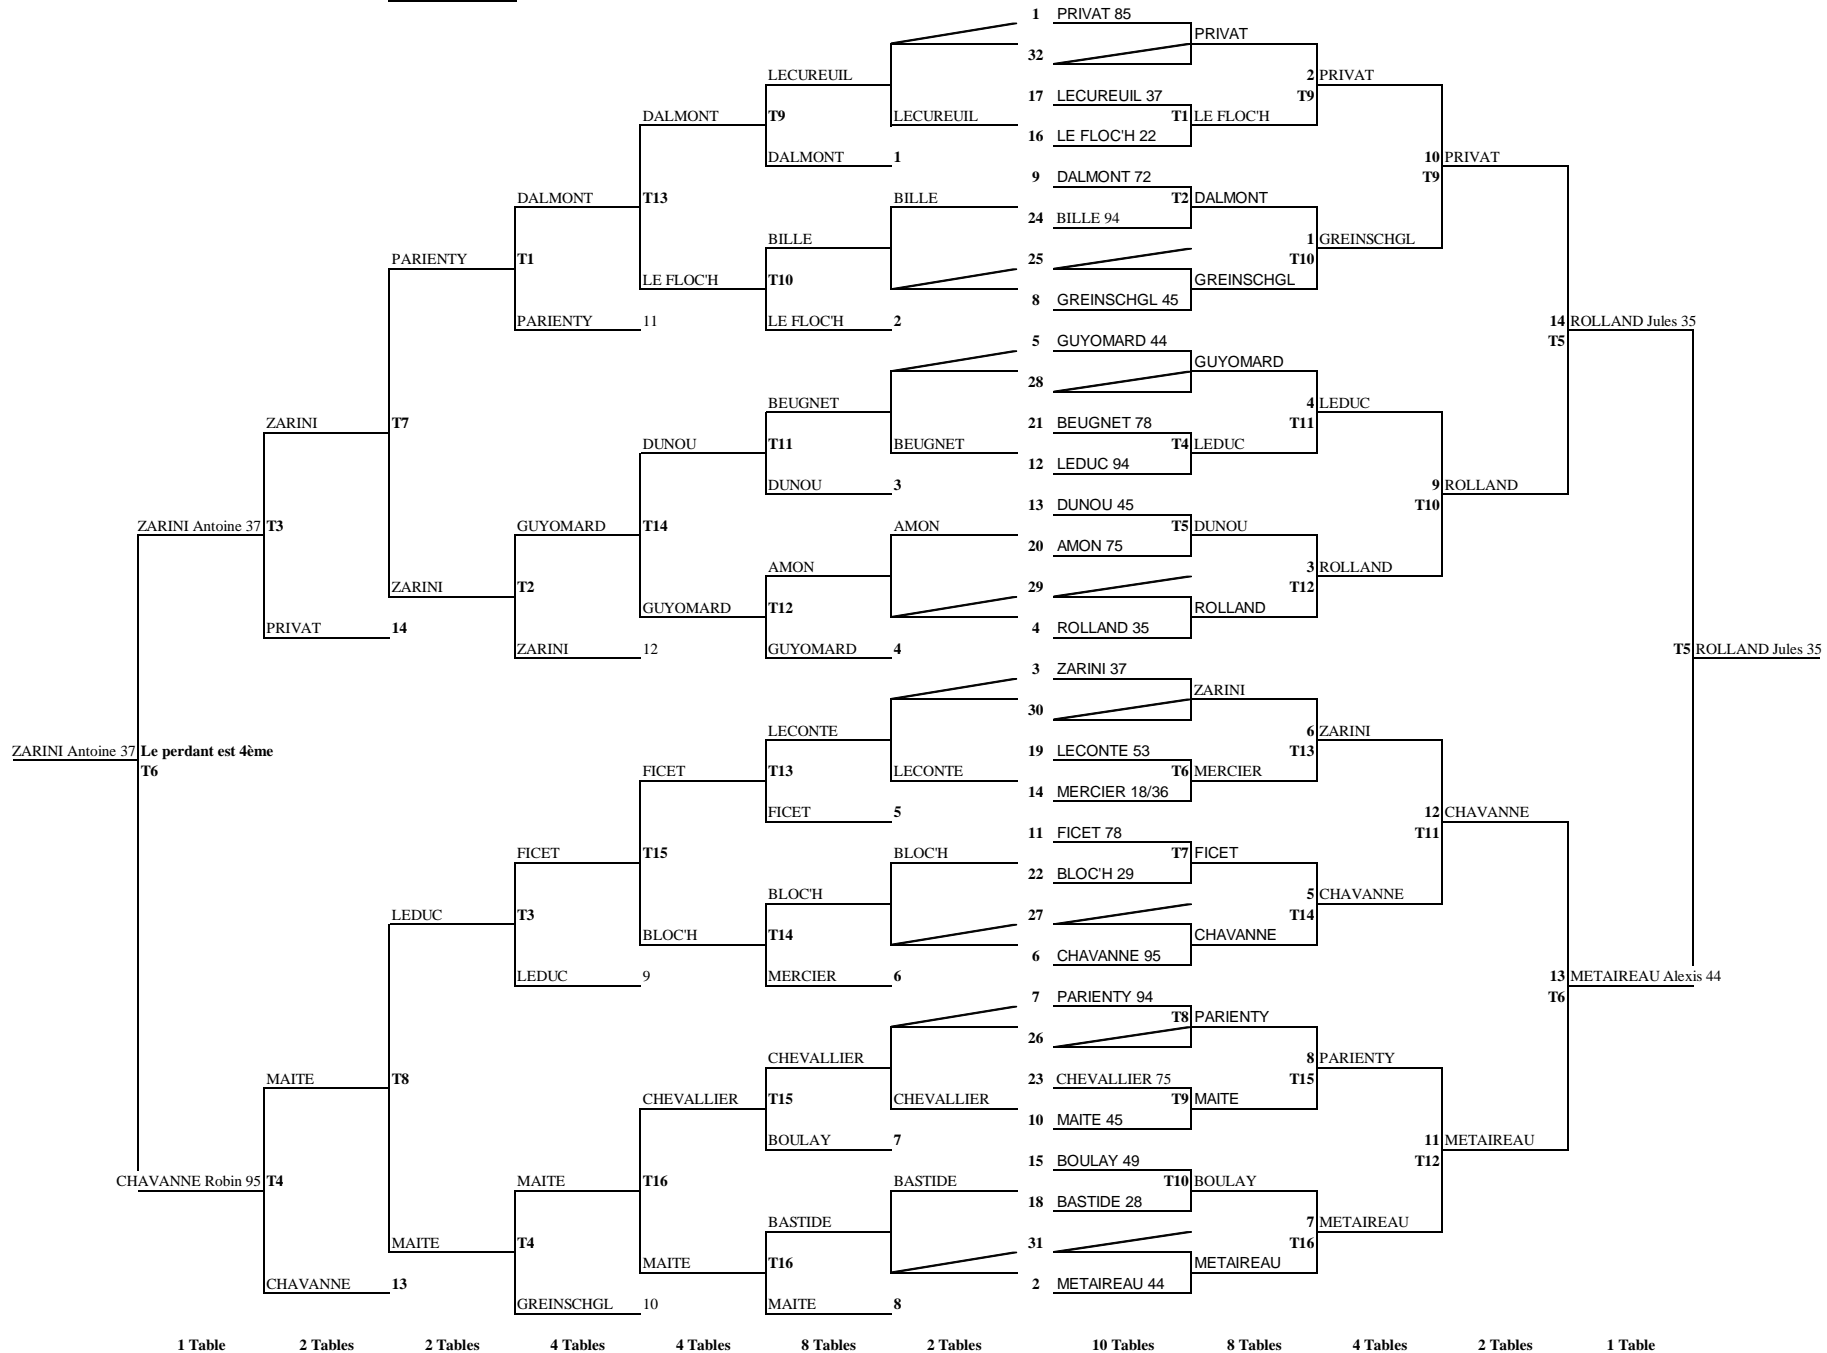 1 PRIVAT 85
PRIVAT
32
LECUREUIL
2 PRIVAT
17 LECUREUIL 37
T9
DALMONT
T9
LECUREUIL
T1 LE FLOC'H
16 LE FLOC'H 22
DALMONT
1
10 PRIVAT
9 DALMONT 72
T9
DALMONT
T13
BILLE
T2 DALMONT
24 BILLE 94
BILLE
1 GREINSCHGL
PARIENTY
T1
25
T10
LE FLOC'H
T10
GREINSCHGL
8 GREINSCHGL 45
PARIENTY
11
LE FLOC'H
2
14 ROLLAND Jules 35
5 GUYOMARD 44
T5
GUYOMARD
28
BEUGNET
4 LEDUC
ZARINI
T7
21 BEUGNET 78
T11
DUNOU
T11
BEUGNET
T4 LEDUC
12 LEDUC 94
DUNOU
3
9 ROLLAND
13 DUNOU 45
T10
ZARINI Antoine 37
T3
GUYOMARD
T14
AMON
T5 DUNOU
20 AMON 75
AMON
3 ROLLAND
ZARINI
T2
29
T12
GUYOMARD
T12
ROLLAND
PRIVAT
14
4 ROLLAND 35
ZARINI
12
GUYOMARD
4
T5 ROLLAND Jules 35
3 ZARINI 37
ZARINI
30
LECONTE
6 ZARINI
ZARINI Antoine 37
Le perdant est 4ème
19 LECONTE 53
T13
T6
FICET
T13
LECONTE
T6 MERCIER
14 MERCIER 18/36
FICET
5
12 CHAVANNE
11 FICET 78
T11
FICET
T15
BLOC'H
T7 FICET
22 BLOC'H 29
BLOC'H
5 CHAVANNE
LEDUC
T3
27
T14
BLOC'H
T14
CHAVANNE
6 CHAVANNE 95
LEDUC
9
MERCIER
6
13 METAIREAU Alexis 44
7 PARIENTY 94
T6
T8 PARIENTY
26
CHEVALLIER
8 PARIENTY
MAITE
T8
23 CHEVALLIER 75
T15
CHEVALLIER
T15
CHEVALLIER
T9 MAITE
10 MAITE 45
BOULAY
7
11 METAIREAU
15 BOULAY 49
T12
CHAVANNE Robin 95
T4
MAITE
T16
BASTIDE
T10 BOULAY
18 BASTIDE 28
BASTIDE
7 METAIREAU
MAITE
T4
31
T16
MAITE
T16
METAIREAU
CHAVANNE
13
2 METAIREAU 44
GREINSCHGL
10
MAITE
8
1 Table 2 Tables 2 Tables 4 Tables 4 Tables 8 Tables 2 Tables 10 Tables 8 Tables 4 Tables 2 Tables 1 Table